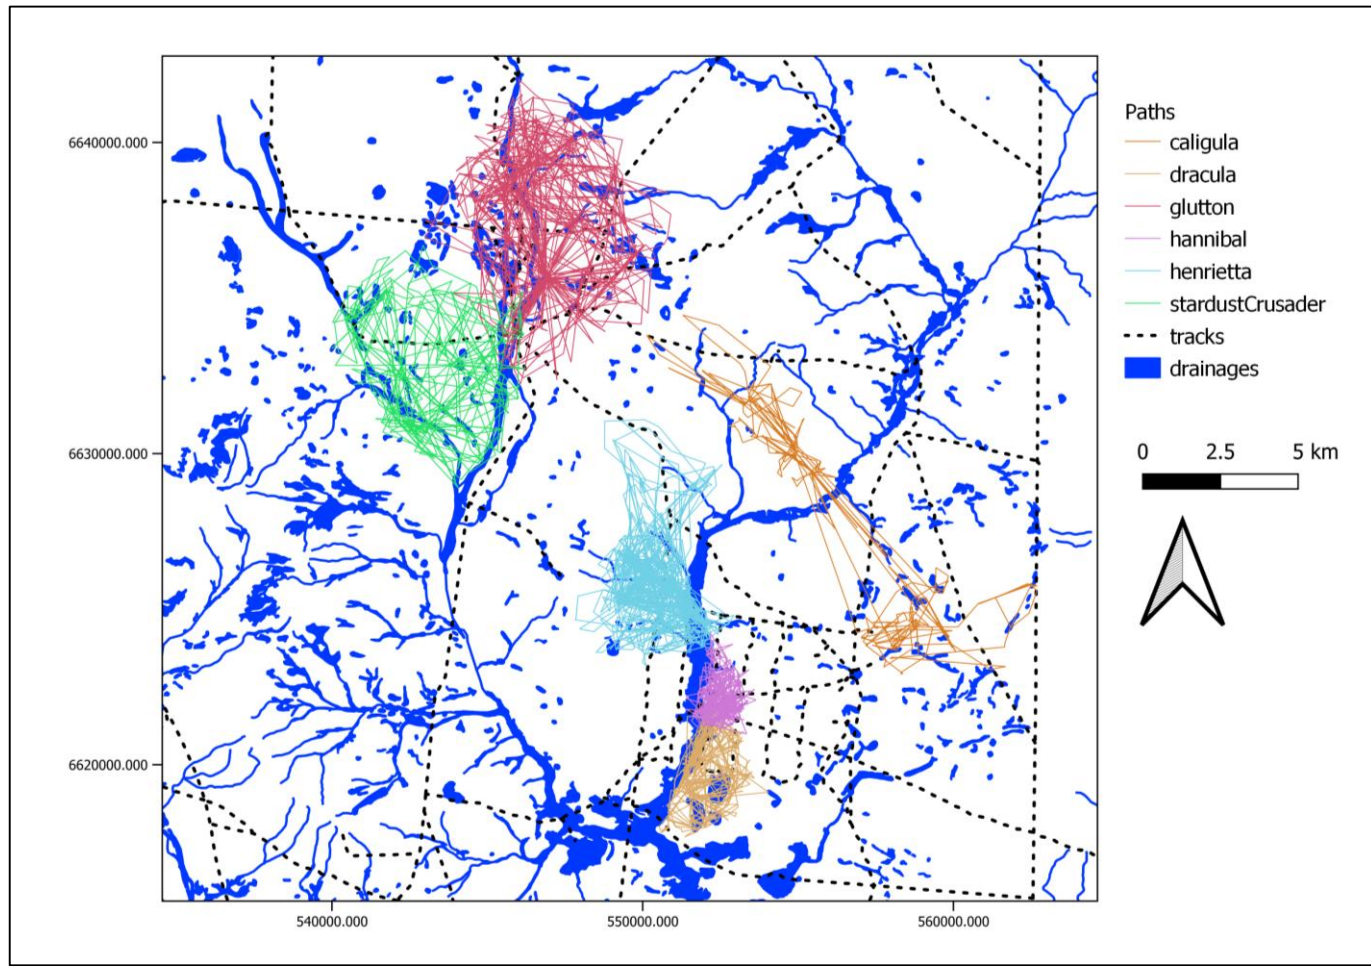 Paths
caligula
dracula
glutton
hannibal
henrietta
stardustCrusader
tracks
drainages
0 2.5 5 km
6640000.000
6630000.000
6620000.000
540000.000 550000.000 560000.000